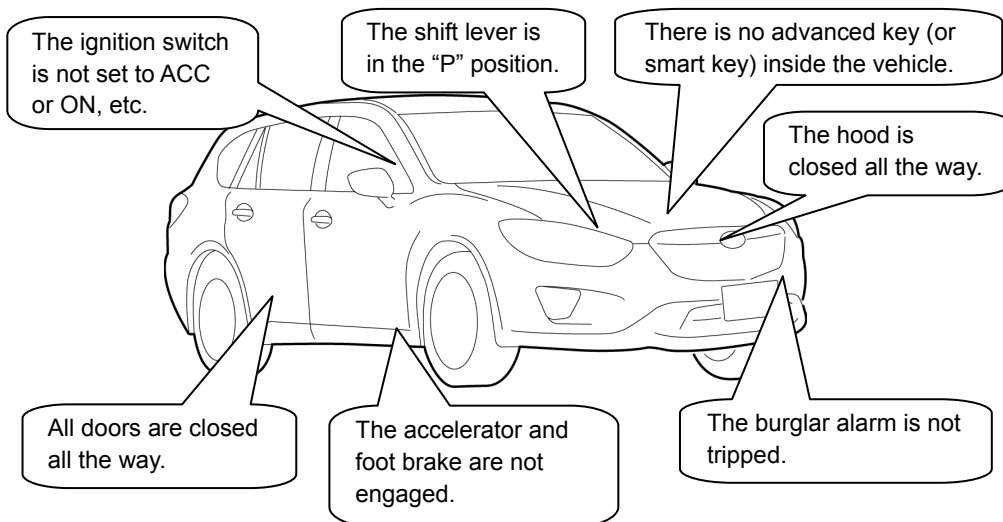 The ignition switch
is not set to ACC
or ON, etc.
The shift lever is
in the “P” position.
There is no advanced key (or
smart key) inside the vehicle.
The hood is
closed all the way.
All doors are closed
all the way.
The accelerator and
foot brake are not
engaged.
The burglar alarm is not
tripped.